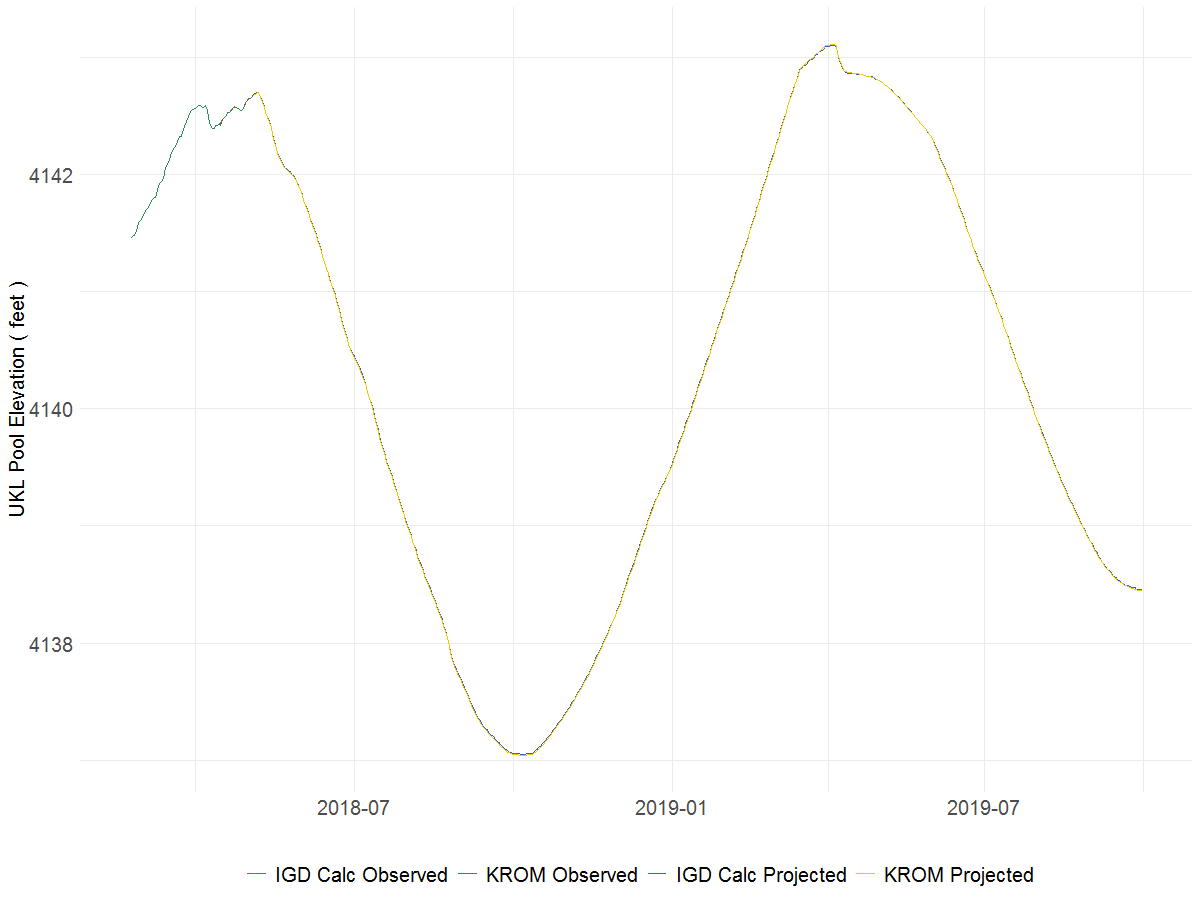 UKL Pool Elevation ( feet )
4142
4140
4138
2018-07 2019-01 2019-07
IGD Calc Observed KROM Observed IGD Calc Projected KROM Projected